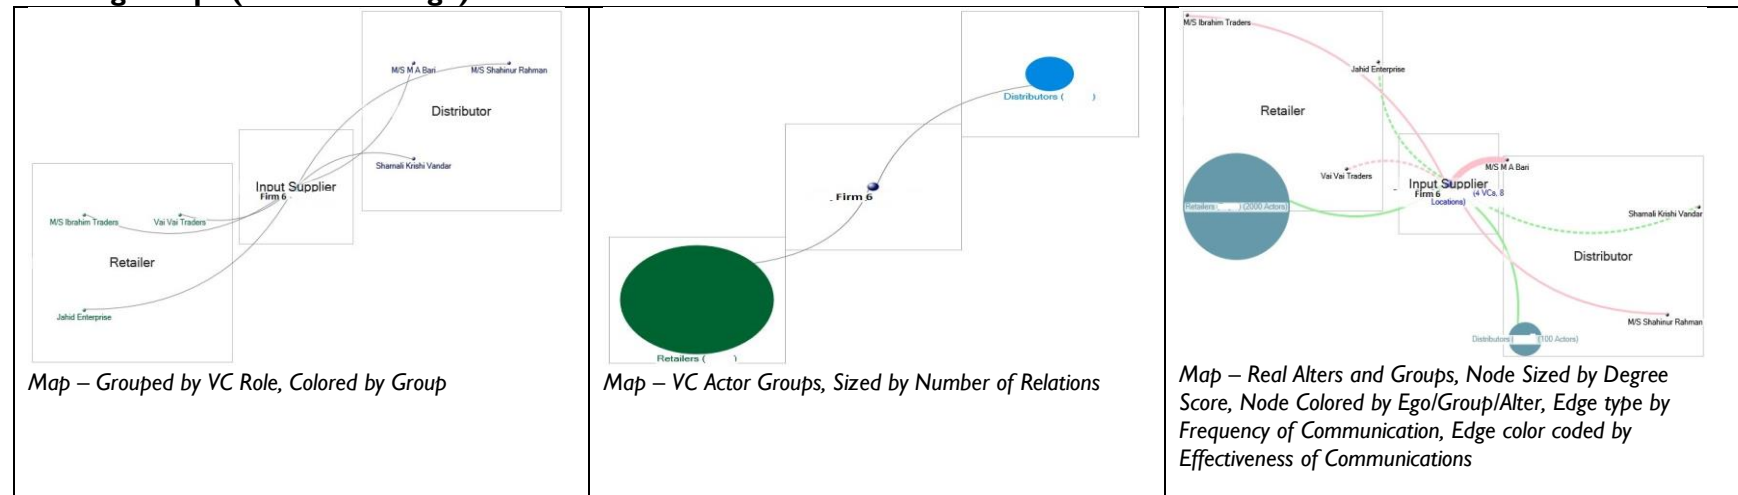 M/S M A Bari
M/S Shahinur Rahman
Distributor
Shamali Krishi Vandar
Input Supplier
Firm 6
M/S Ibrahim Traders
Vai Vai Traders
Retailer
Jahid Enterprise
Map – Grouped by VC Role, Colored by Group
Distributors ( )
Firm 6
Retailers ( )
Map – VC Actor Groups, Sized by Number of Relations
M/S Ibrahim Traders
Jahid Enterprise
Retailer
Vai Vai Traders
M/S M A Bari
Input Supplier
Firm 6 (4 VCs, 8
Locations)
Retailers (2000 Actors)
Shamali Krishi Vandar
Distributor
M/S Shahinur Rahman
Distributors ( (100 Actors)
Map – Real Alters and Groups, Node Sized by Degree
Score, Node Colored by Ego/Group/Alter, Edge type by
Frequency of Communication, Edge color coded by
Effectiveness of Communications